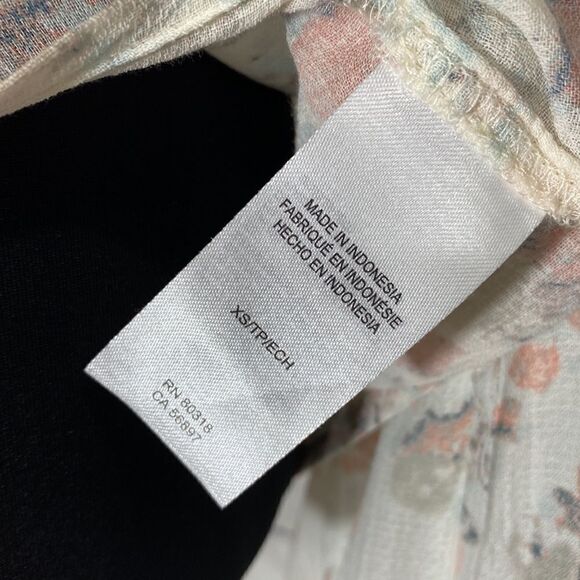 MADE IN INDONESIA
FABRIQUÉ EN INDONÉSIE
HECHO EN INDONESIA
XS/TP/ECH
RN 80318
CA 56897